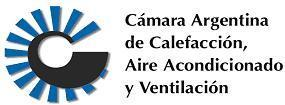 Cámara Argentina
de Calefacción,
Aire Acondicionado
y Ventilación